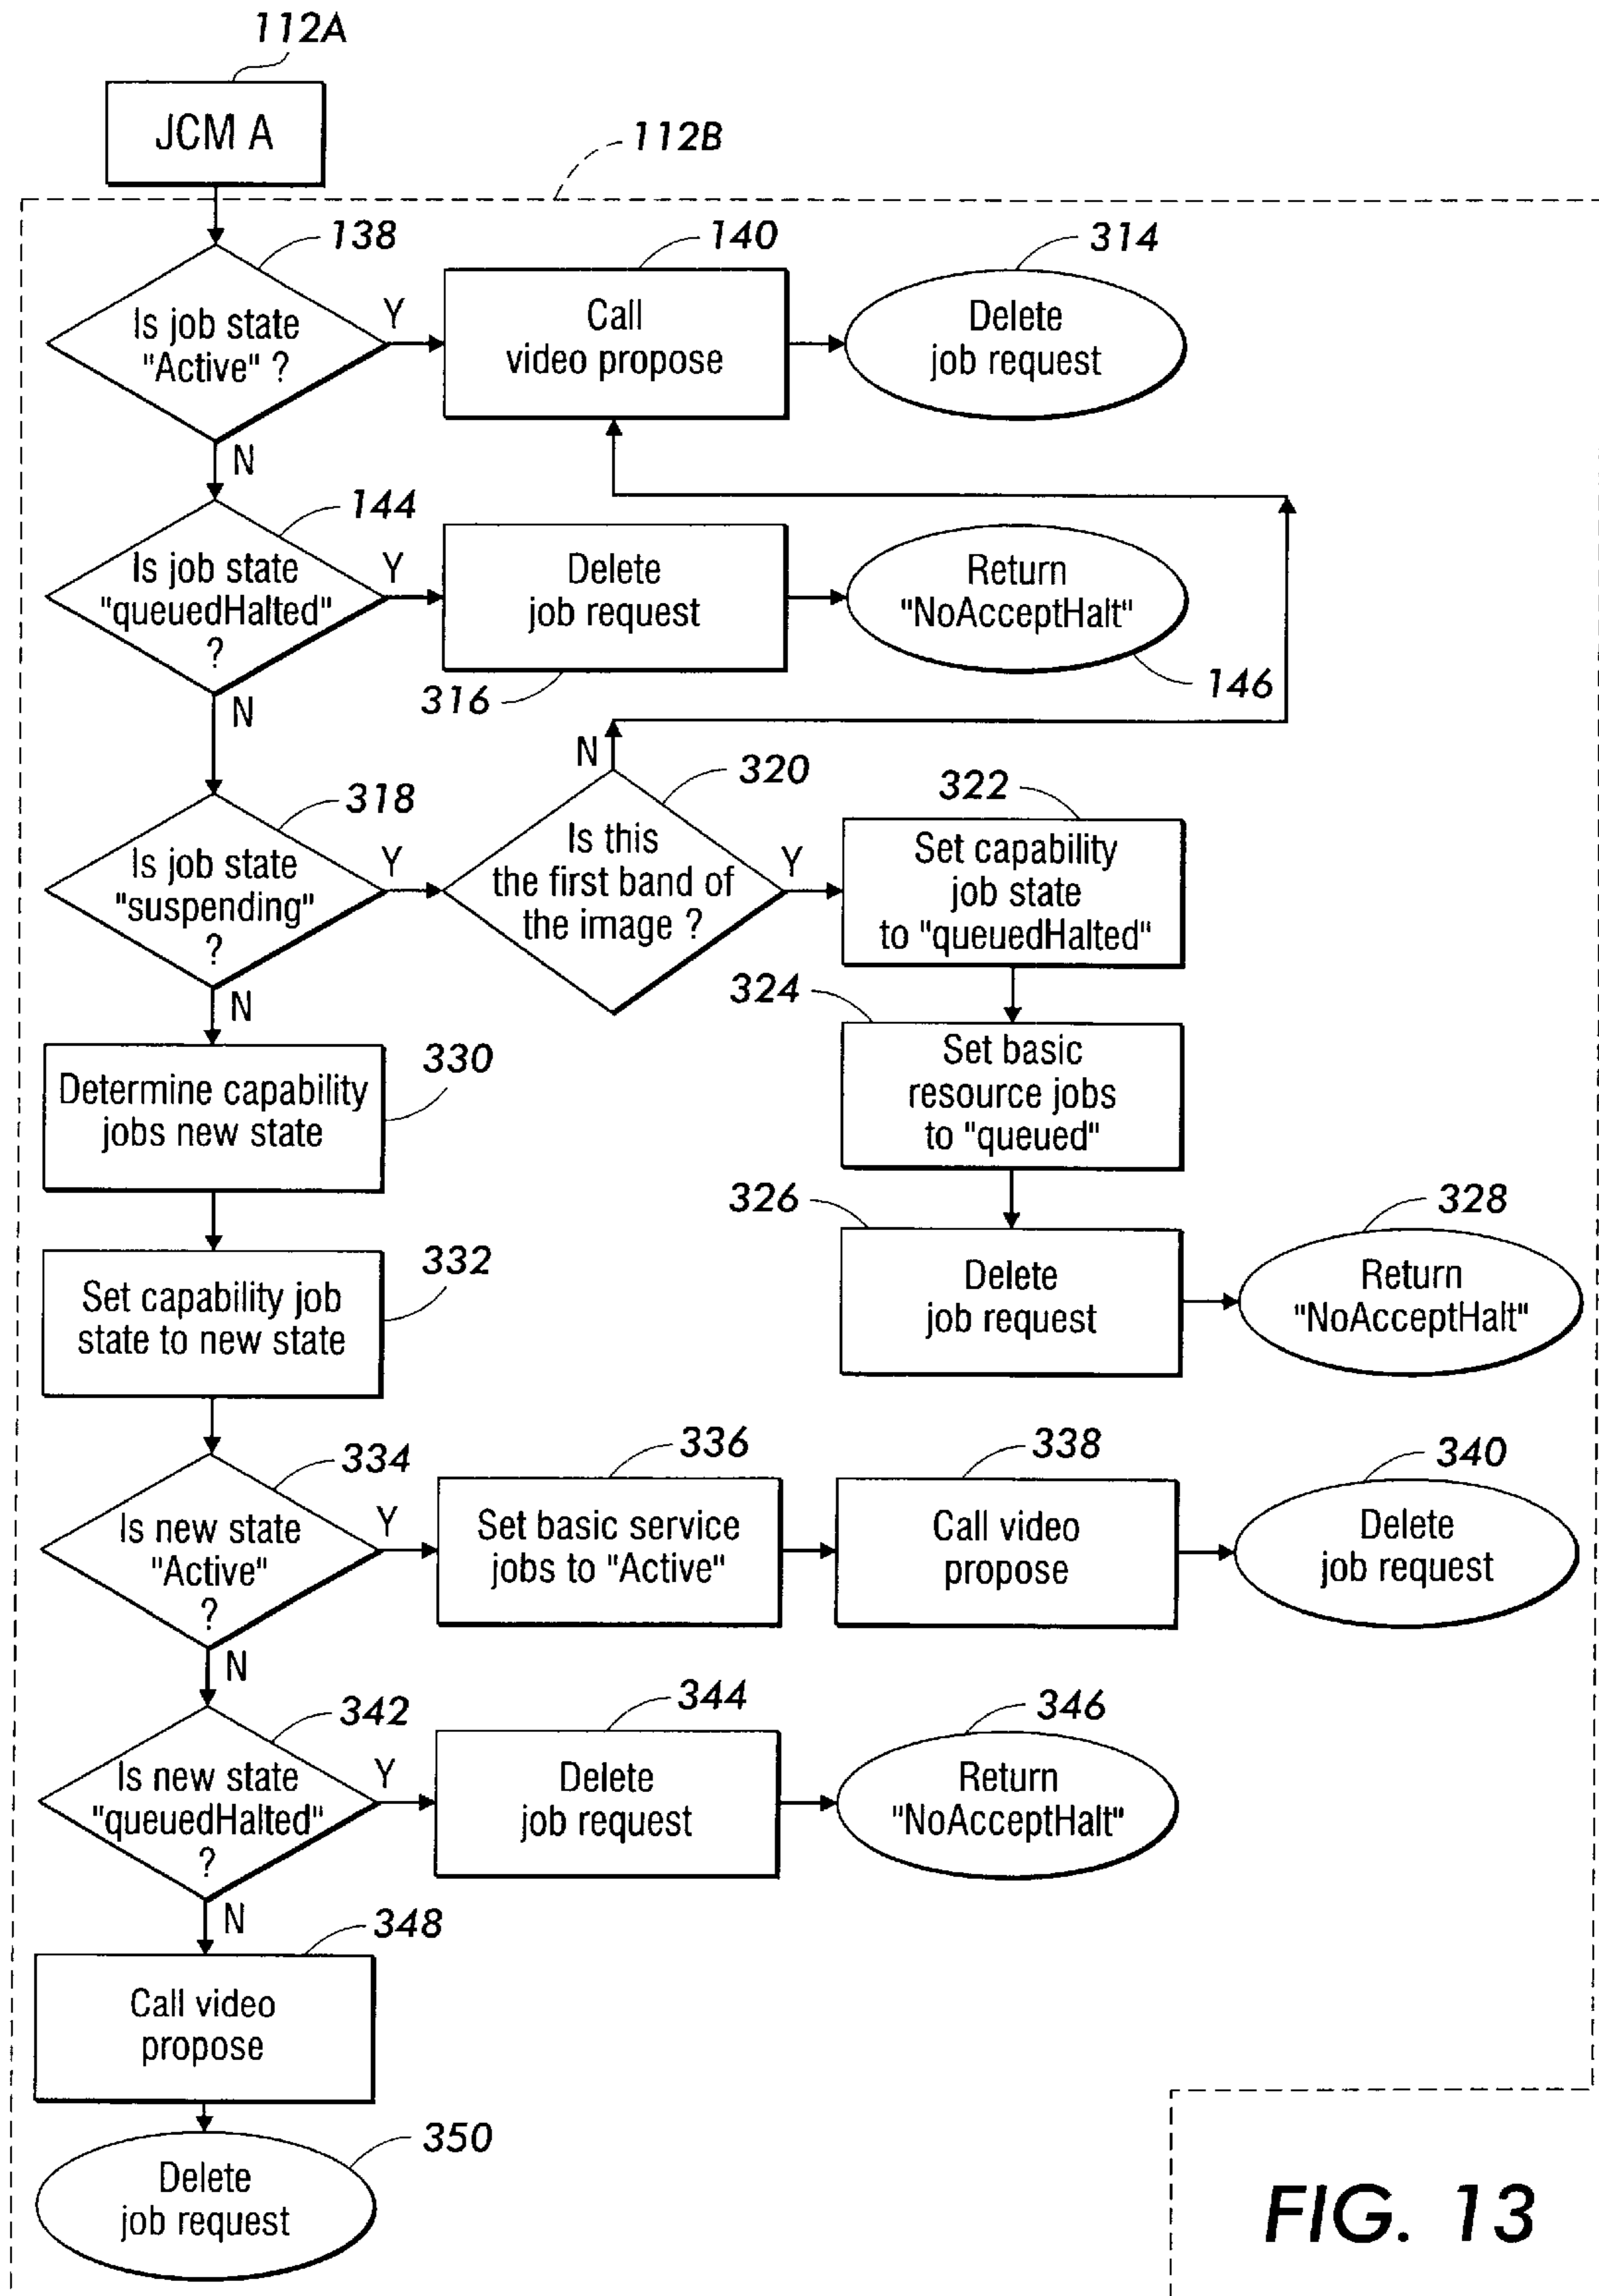 112A
JCM A
112B
138
Is job state
"Active" ?
Y
N
140
Call
video propose
314
Delete
job request
144
Is job state
"queuedHalted"
?
Y
N
Delete
job request
316
Return
"NoAcceptHalt"
146
318
Is job state
"suspending"
?
Y
N
320
Is this
the first band of
the image ?
N
Y
322
Set capability
job state
to "queuedHalted"
324
Set basic
resource jobs
to "queued"
326
Delete
job request
328
Return
"NoAcceptHalt"
330
Determine capability
jobs new state
332
Set capability job
state to new state
334
Is new state
"Active"
?
Y
N
336
Set basic service
jobs to "Active"
338
Call video
propose
340
Delete
job request
342
Is new state
"queuedHalted"
?
Y
N
344
Delete
job request
346
Return
"NoAcceptHalt"
348
Call video
propose
350
Delete
job request
FIG. 13